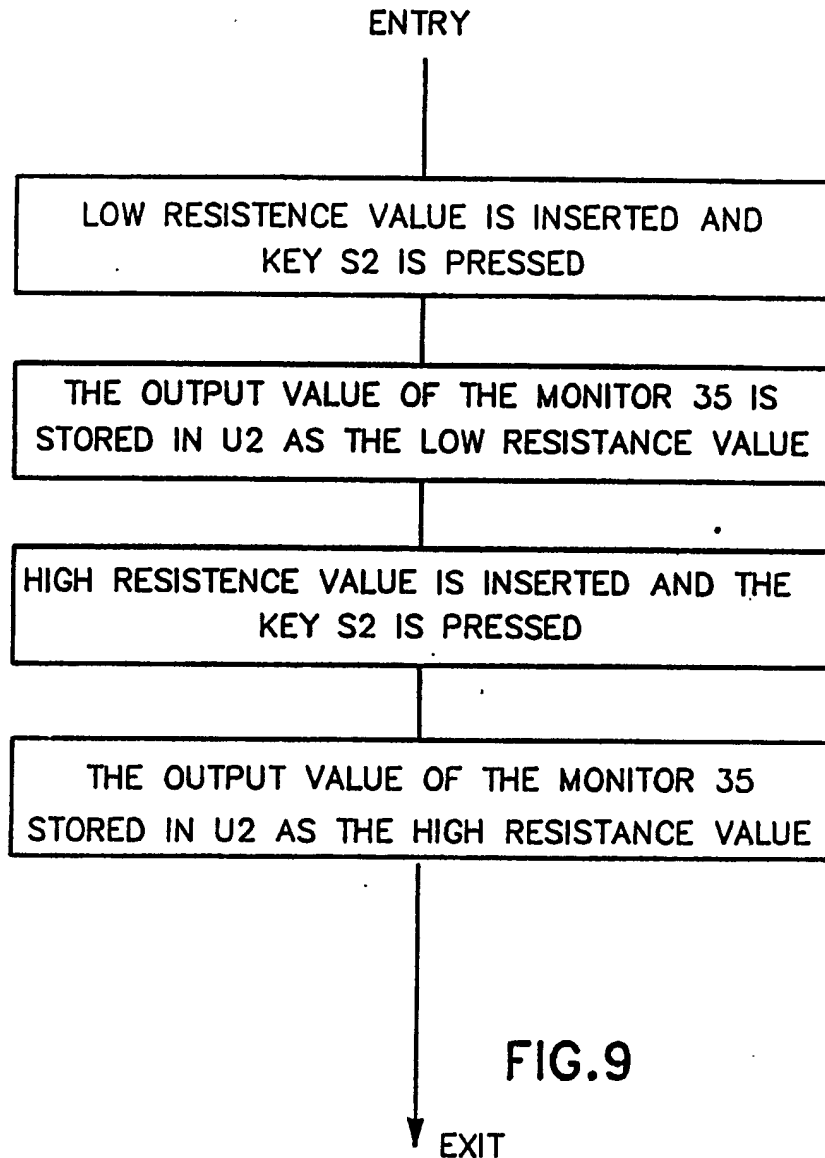 ENTRY
LOW RESISTENCE VALUE IS INSERTED AND
KEY S2 IS PRESSED
THE OUTPUT VALUE OF THE MONITOR 35 IS
STORED IN U2 AS THE LOW RESISTANCE VALUE
HIGH RESISTENCE VALUE IS INSERTED AND THE
KEY S2 IS PRESSED
THE OUTPUT VALUE OF THE MONITOR 35
STORED IN U2 AS THE HIGH RESISTANCE VALUE
FIG.9
EXIT